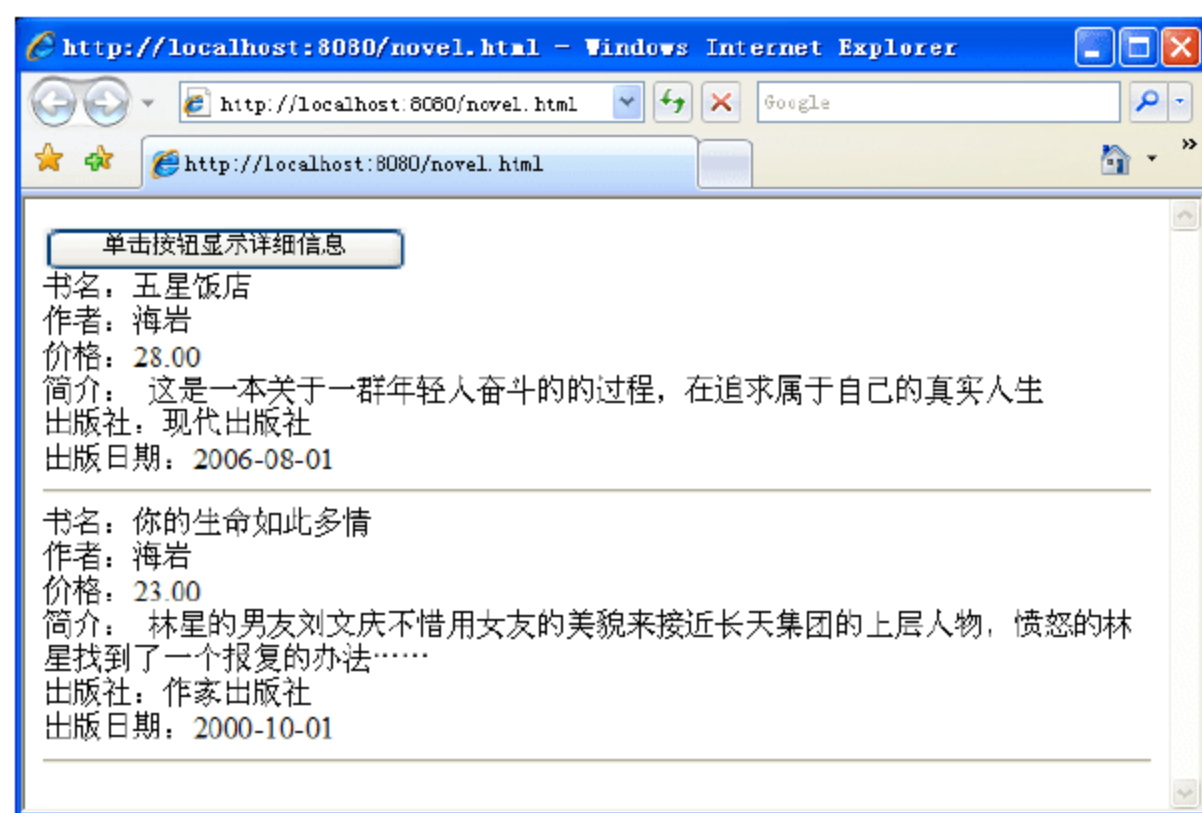 http://localhost:8080/novel.html - Windows Internet Explorer
http://localhost:8080/novel.html
Google
http://localhost:8080/novel.html
单击按钮显示详细信息
书名：五星饭店
作者：海岩
价格：28.00
简介： 这是一本关于一群年轻人奋斗的的过程，在追求属于自己的真实人生
出版社：现代出版社
出版日期：2006-08-01
书名：你的生命如此多情
作者：海岩
价格：23.00
简介： 林星的男友刘文庆不惜用女友的美貌来接近长天集团的上层人物，愤怒的林
星找到了一个报复的办法……
出版社：作家出版社
出版日期：2000-10-01